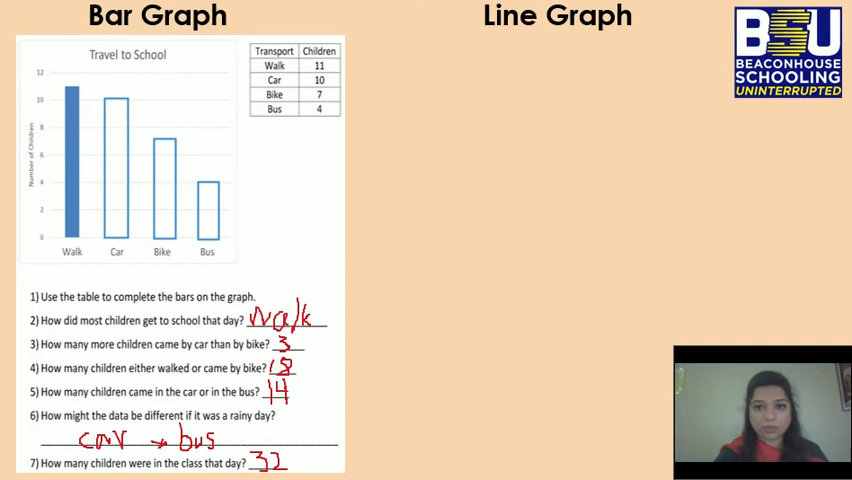 Bar Graph
Line Graph
BSU
BEACONHOUSE
SCHOOLING
UNINTERRUPTED
Travel to School
Transport Children
Walk 11
Car 10
Bike 7
Bus 4
Number of Children
12
10
8
6
4
2
0
Walk Car Bike Bus
1) Use the table to complete the bars on the graph.
2) How did most children get to school that day? Walk
3) How many more children came by car than by bike? 3
4) How many children either walked or came by bike? 18
5) How many children came in the car or in the bus? 14
6) How might the data be different if it was a rainy day?
car → bus
7) How many children were in the class that day? 32